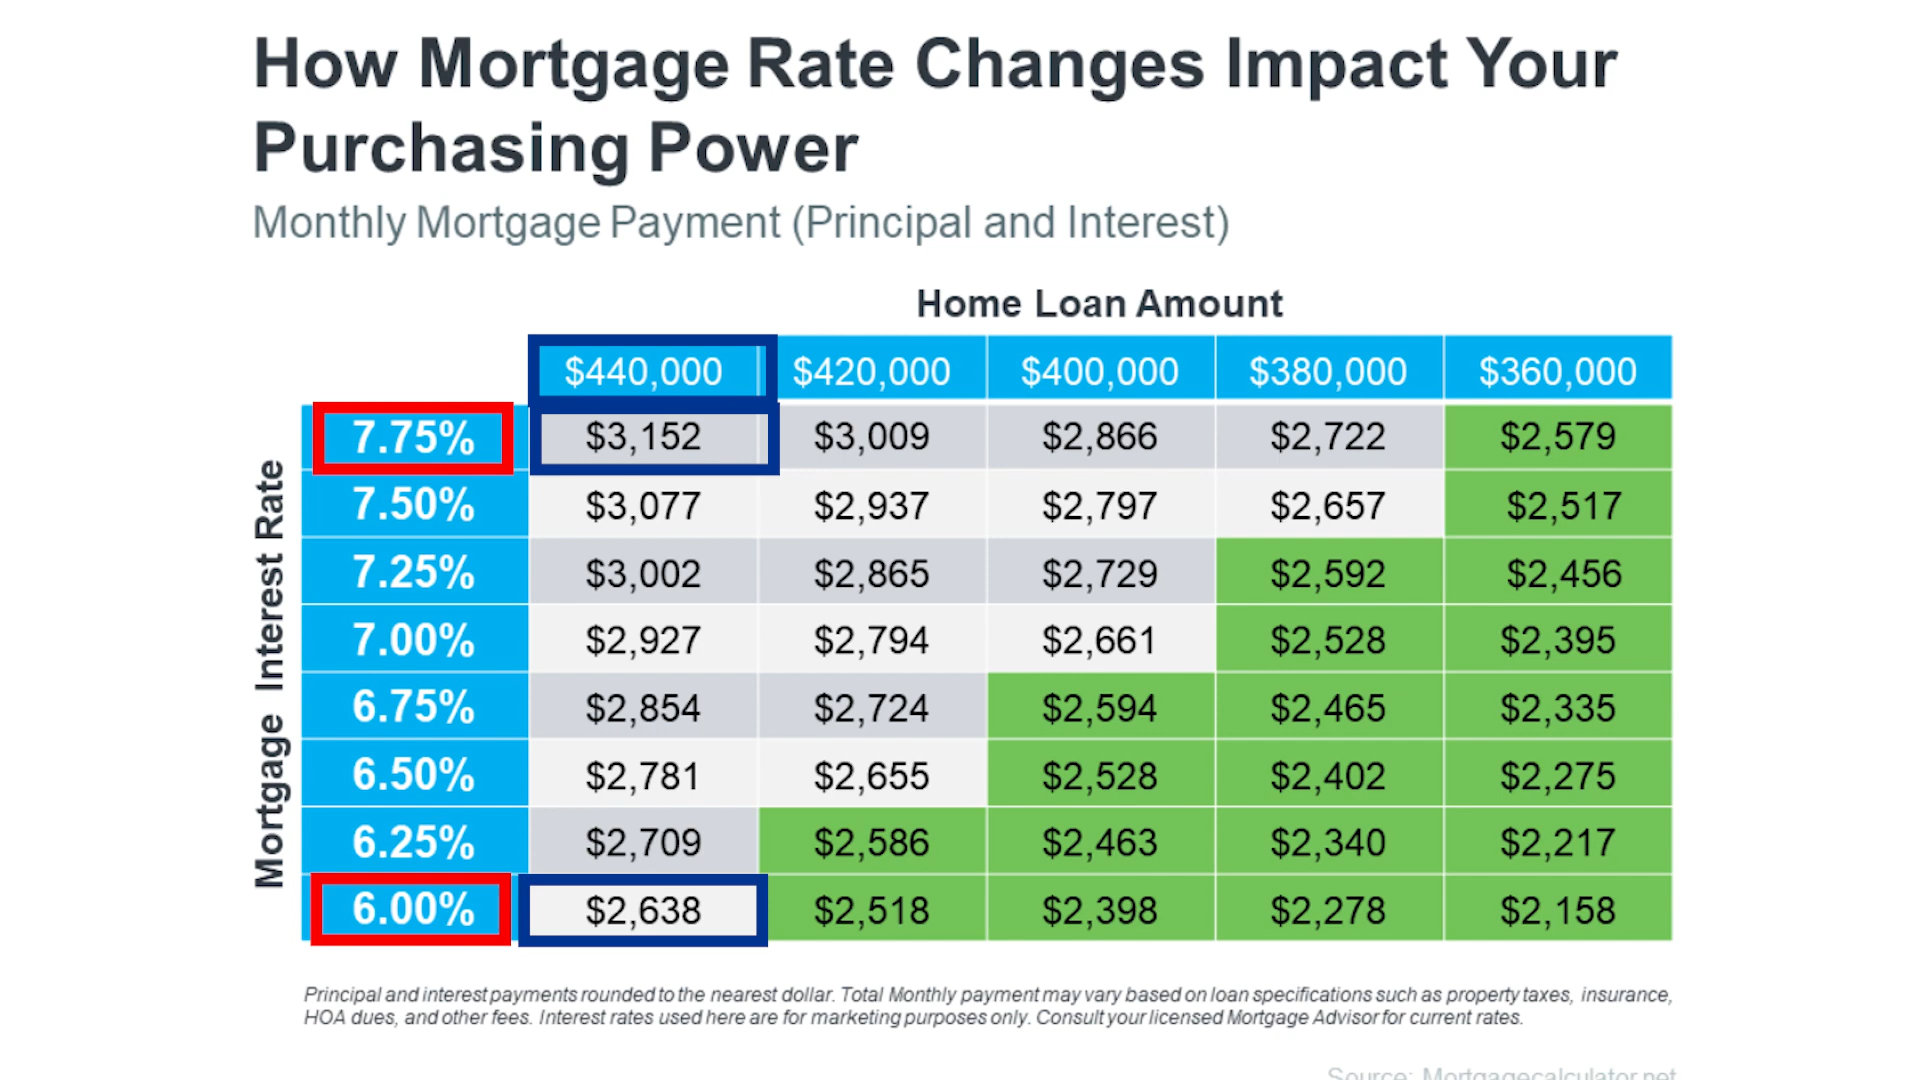 How Mortgage Rate Changes Impact Your
Purchasing Power
Monthly Mortgage Payment (Principal and Interest)
Home Loan Amount
$440,000 $420,000 $400,000 $380,000 $360,000
Mortgage Interest Rate
7.75% $3,152 $3,009 $2,866 $2,722 $2,579
7.50% $3,077 $2,937 $2,797 $2,657 $2,517
7.25% $3,002 $2,865 $2,729 $2,592 $2,456
7.00% $2,927 $2,794 $2,661 $2,528 $2,395
6.75% $2,854 $2,724 $2,594 $2,465 $2,335
6.50% $2,781 $2,655 $2,528 $2,402 $2,275
6.25% $2,709 $2,586 $2,463 $2,340 $2,217
6.00% $2,638 $2,518 $2,398 $2,278 $2,158
Principal and interest payments rounded to the nearest dollar. Total Monthly payment may vary based on loan specifications such as property taxes, insurance,
HOA dues, and other fees. Interest rates used here are for marketing purposes only. Consult your licensed Mortgage Advisor for current rates.
Source: Mortgagecalculator.net